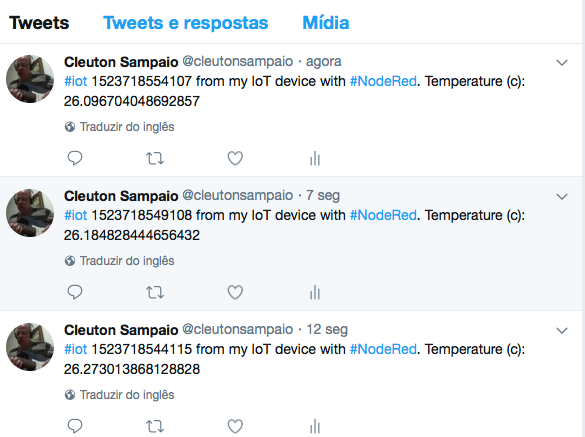 Tweets Tweets e respostas Mídia
Cleuton Sampaio @cleutonsampaio · agora
#iot 1523718554107 from my IoT device with #NodeRed. Temperature (c):
26.096704048692857
Traduzir do inglês
Cleuton Sampaio @cleutonsampaio · 7 seg
#iot 1523718549108 from my IoT device with #NodeRed. Temperature (c):
26.184828444656432
Traduzir do inglês
Cleuton Sampaio @cleutonsampaio · 12 seg
#iot 1523718544115 from my IoT device with #NodeRed. Temperature (c):
26.273013868128828
Traduzir do inglês